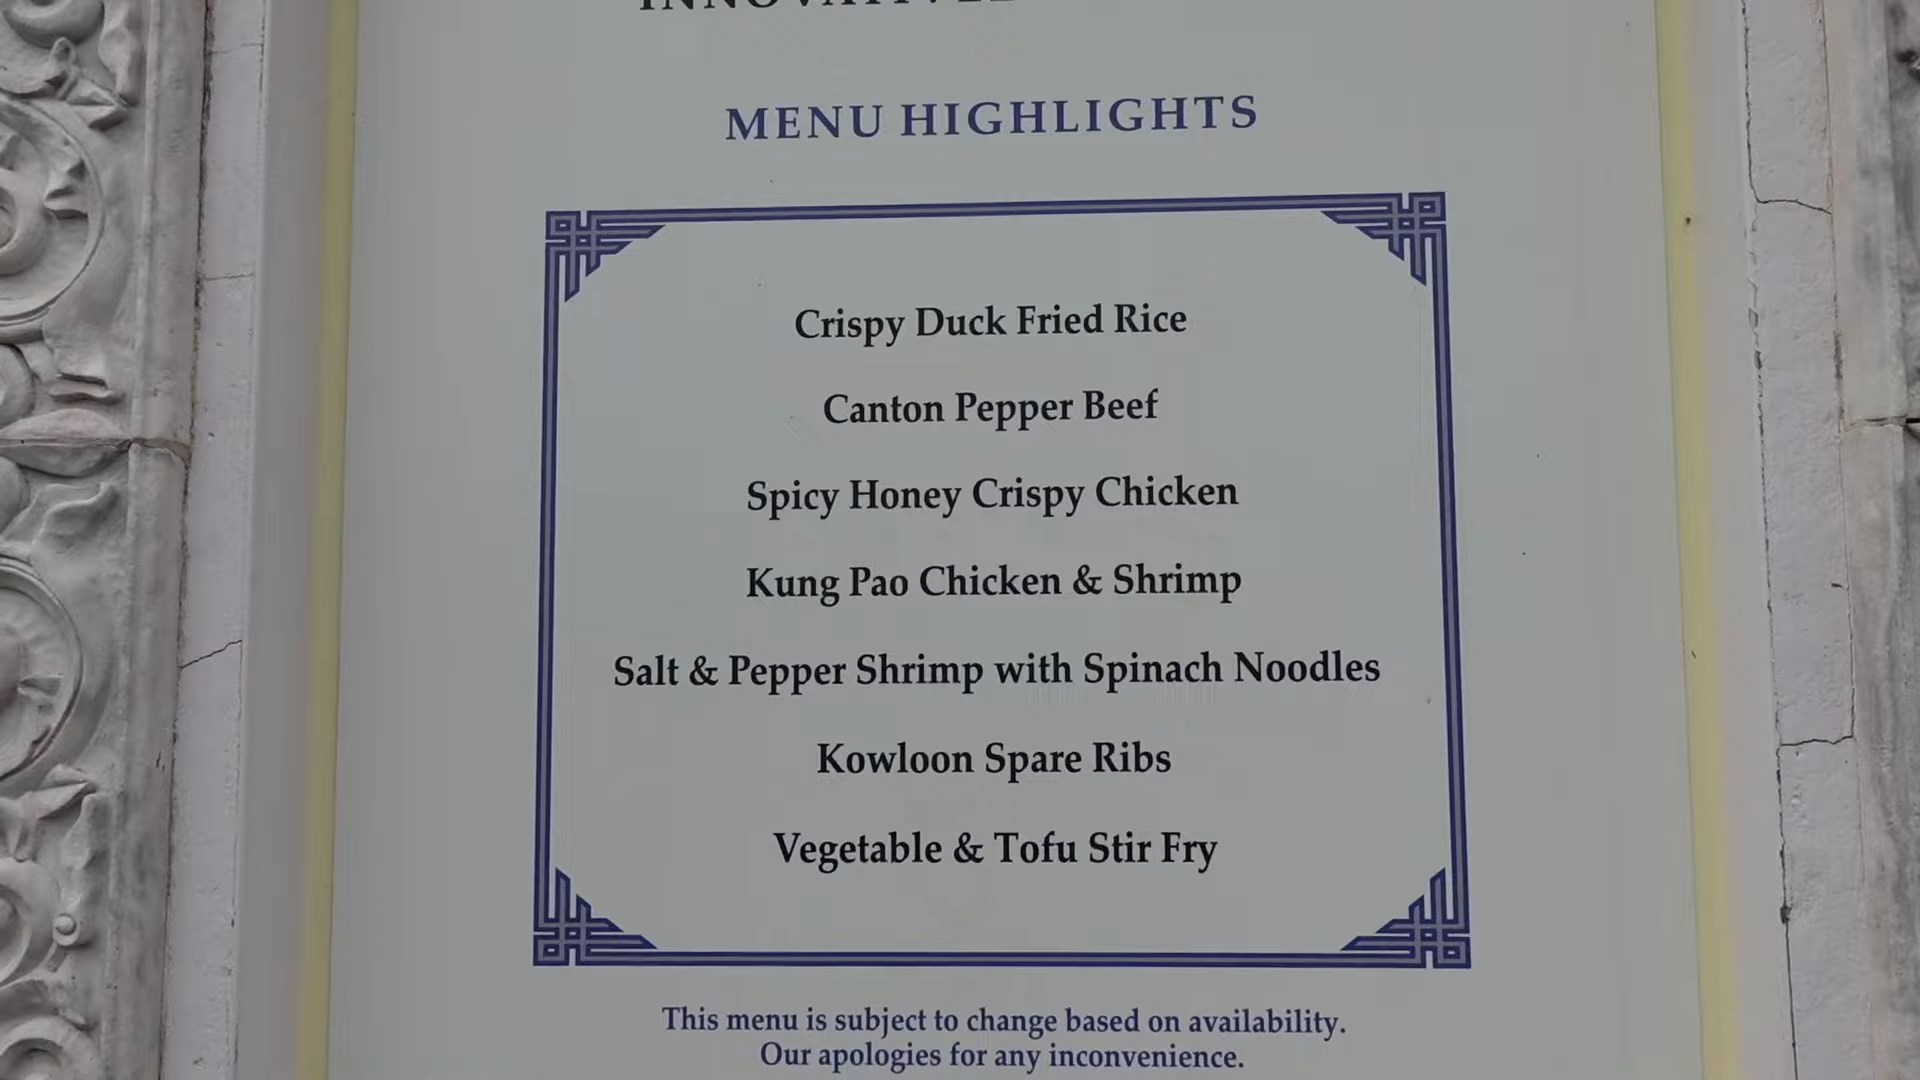 MENU HIGHLIGHTS
Crispy Duck Fried Rice
Canton Pepper Beef
Spicy Honey Crispy Chicken
Kung Pao Chicken & Shrimp
Salt & Pepper Shrimp with Spinach Noodles
Kowloon Spare Ribs
Vegetable & Tofu Stir Fry
This menu is subject to change based on availability.
Our apologies for any inconvenience.